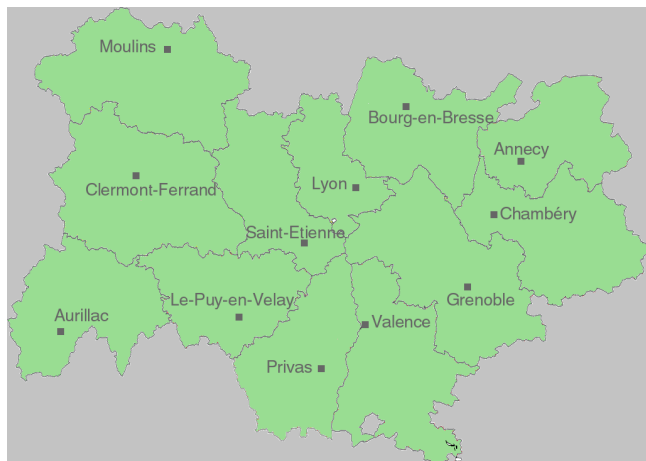 Moulins
Bourg-en-Bresse
Annecy
Clermont-Ferrand
Lyon
Chambéry
Saint-Etienne
Le-Puy-en-Velay
Grenoble
Aurillac
Valence
Privas